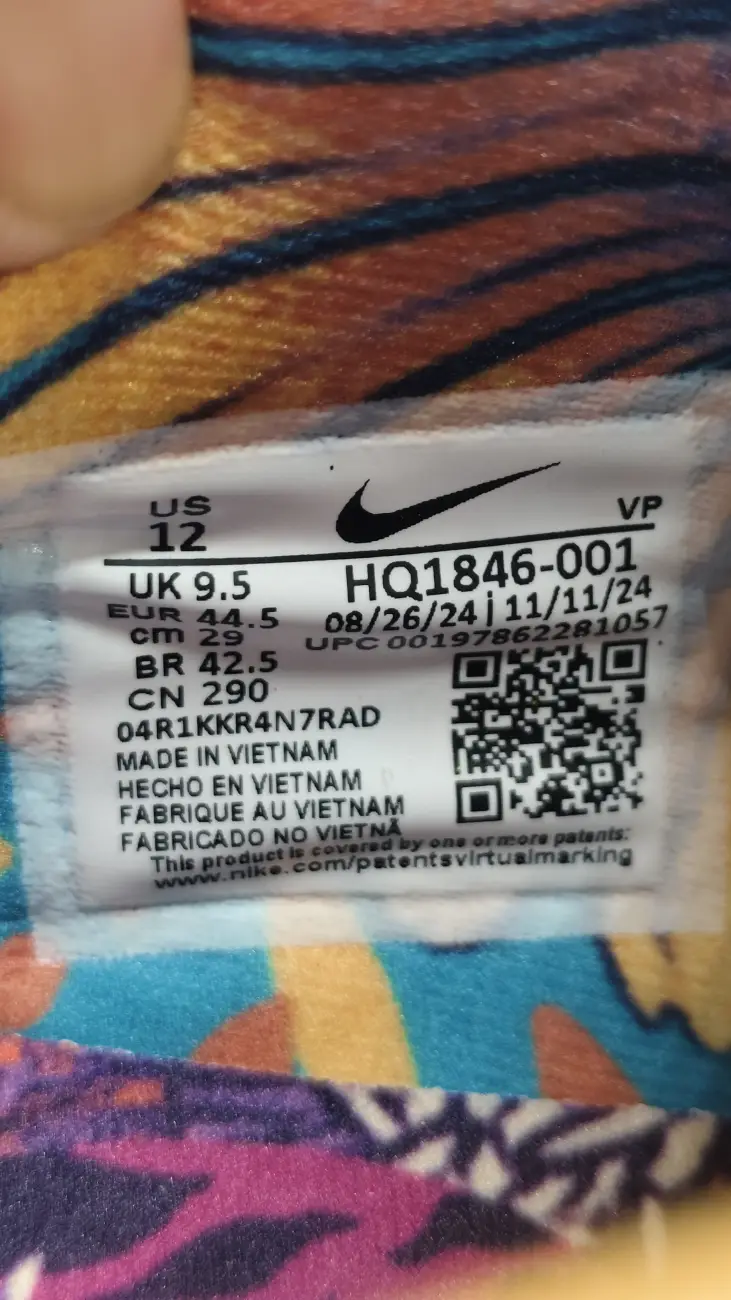 US
12
VP
UK 9.5
HQ1846-001
EUR 44.5
08/26/24 | 11/11/24
cm 29
UPC 00197862281057
BR 42.5
CN 290
04R1KKR4N7RAD
MADE IN VIETNAM
HECHO EN VIETNAM
FABRIQUE AU VIETNAM
FABRICADO NO VIETNÃ
This product is covered by one or more patents:
www.nike.com/patentsvirtualmarking